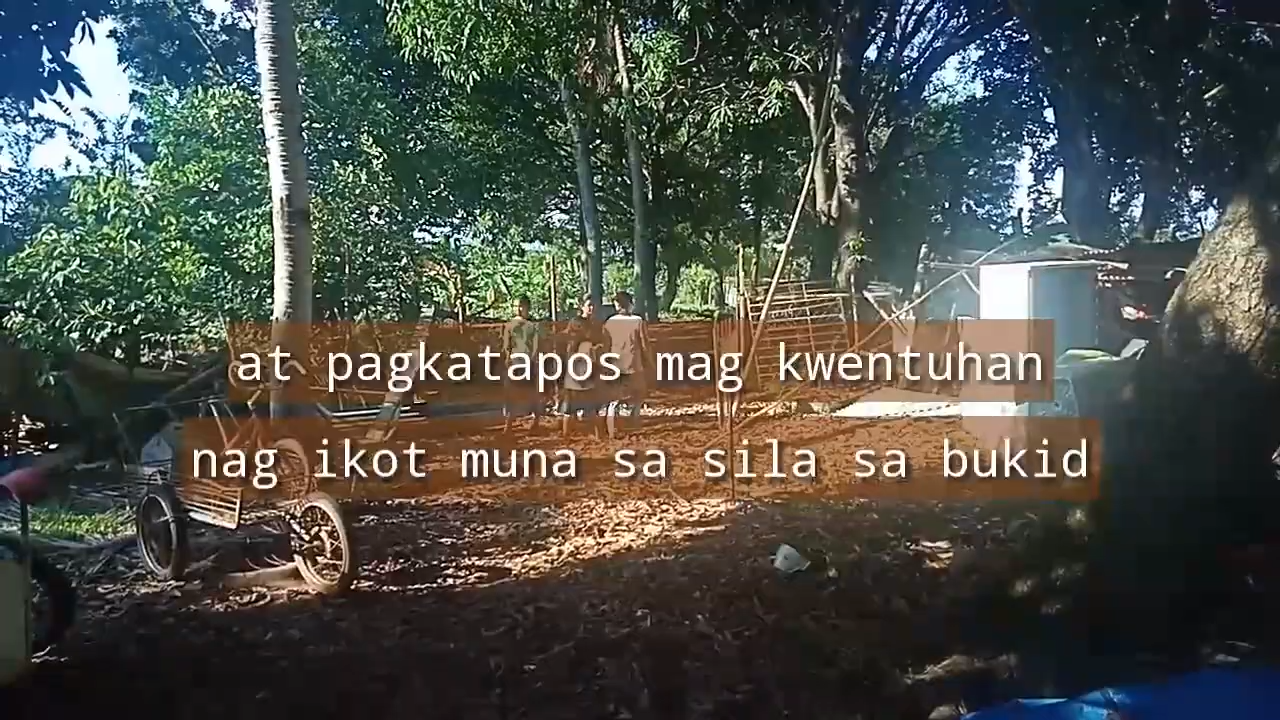 at pagkatapos mag kwentuhan
nag ikot muna sa sila sa bukid